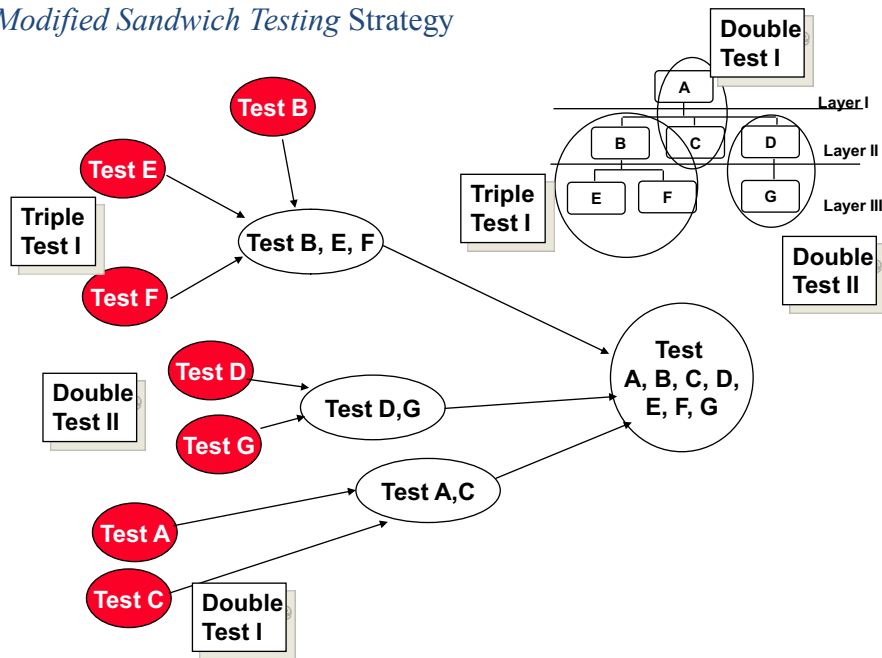 Modified Sandwich Testing Strategy
Double
Test I
A
Layer I
Test B
B
C
D
Layer II
Test E
Triple
Test I
E
F
G
Layer III
Triple
Test I
Test B, E, F
Double
Test II
Test F
Test
A, B, C, D,
E, F, G
Test D
Double
Test II
Test D,G
Test G
Test A,C
Test A
Test C
Double
Test I